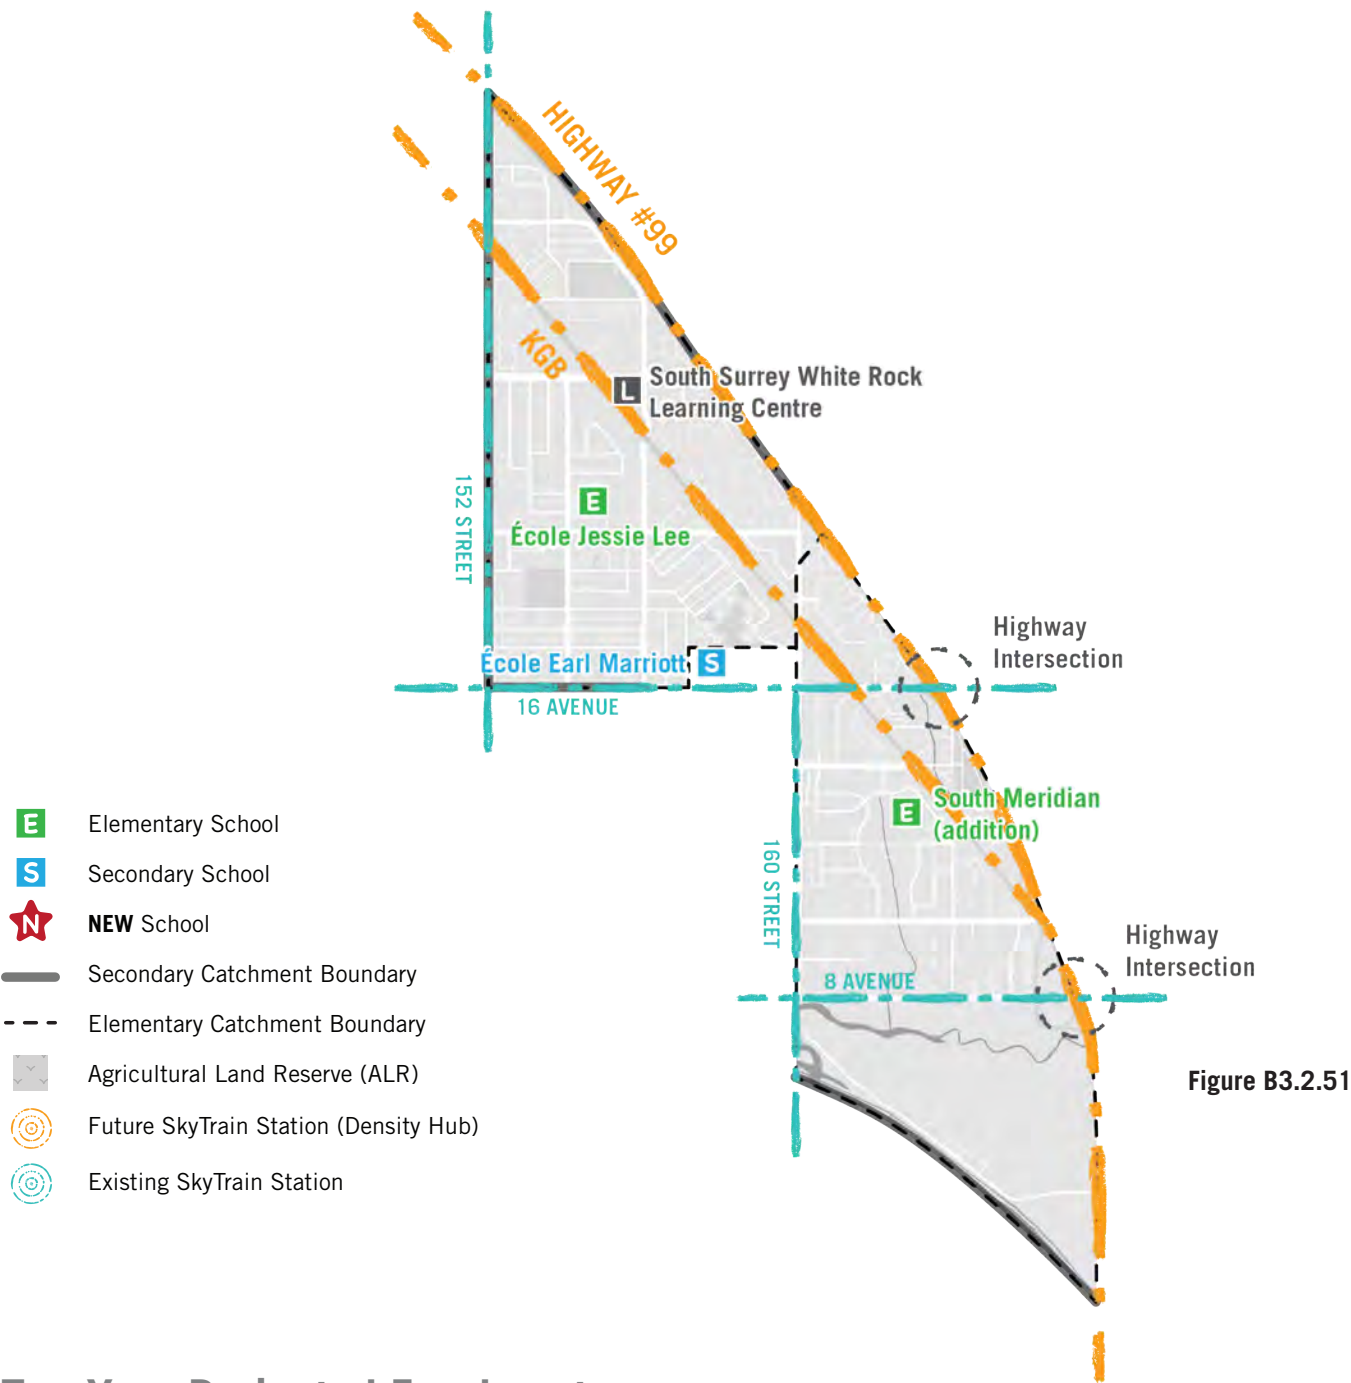 HIGHWAY #99
KGB
L
South Surrey White Rock
Learning Centre
152 STREET
E
École Jessie Lee
Highway
Intersection
École Earl Marriott
S
16 AVENUE
E
South Meridian
(addition)
160 STREET
Highway
Intersection
8 AVENUE
E
Elementary School
S
Secondary School
N
NEW School
Secondary Catchment Boundary
Elementary Catchment Boundary
Agricultural Land Reserve (ALR)
Future SkyTrain Station (Density Hub)
Existing SkyTrain Station
Figure B3.2.51